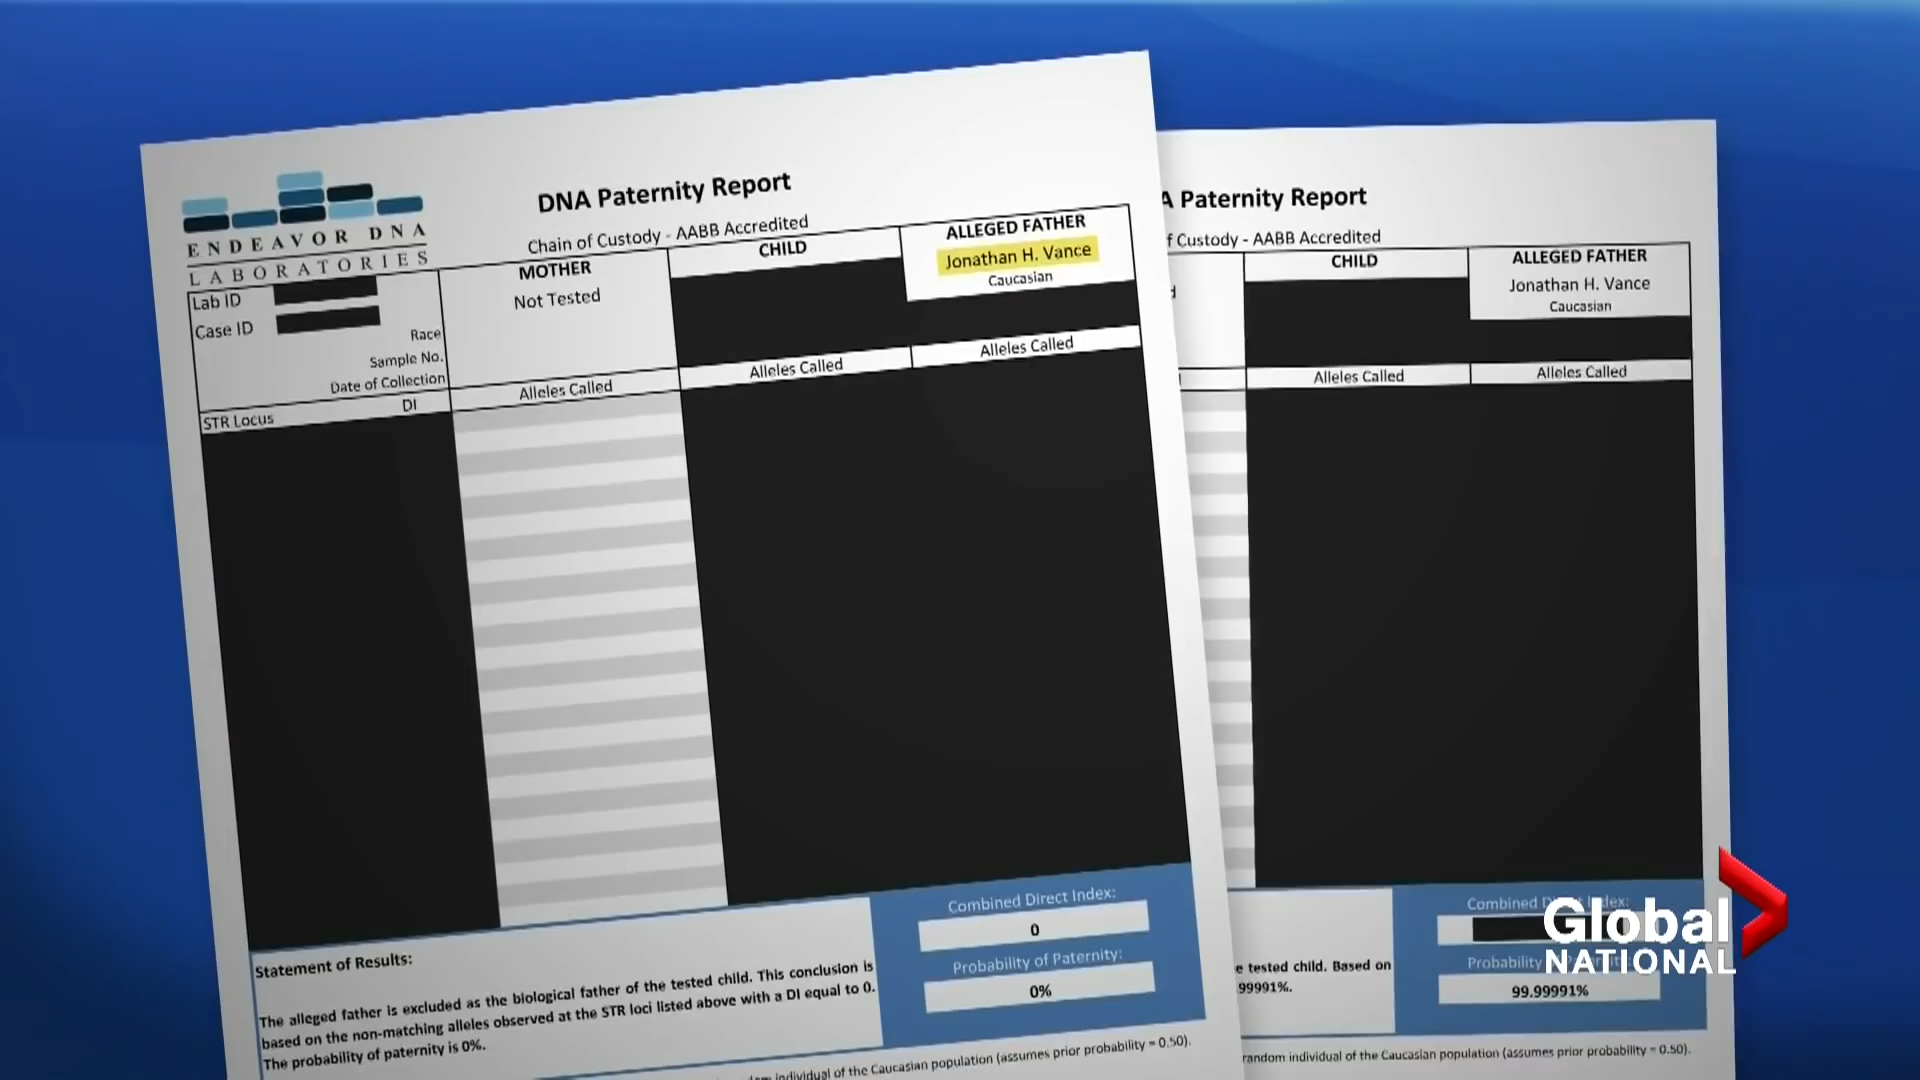 ENDEAVOR DNA
LABORATORIES
DNA Paternity Report
Chain of Custody - AABB Accredited
MOTHER
Not Tested
CHILD
ALLEGED FATHER
Jonathan H. Vance
Caucasian
Lab ID
Case ID
Race
Sample No.
Date of Collection
STR Locus
DI
Alleles Called
Alleles Called
Alleles Called
Statement of Results:
The alleged father is excluded as the biological father of the tested child. This conclusion is
based on the non-matching alleles observed at the STR loci listed above with a DI equal to 0.
The probability of paternity is 0%.
Combined Direct Index:
0
Probability of Paternity:
0%
individual of the Caucasian population (assumes prior probability = 0.50).
A Paternity Report
f Custody - AABB Accredited
CHILD
ALLEGED FATHER
Jonathan H. Vance
Caucasian
Alleles Called
Alleles Called
e tested child. Based on
99991%.
Combined
Probability
99.99991%
random individual of the Caucasian population (assumes prior probability = 0.50).
Global
NATIONAL